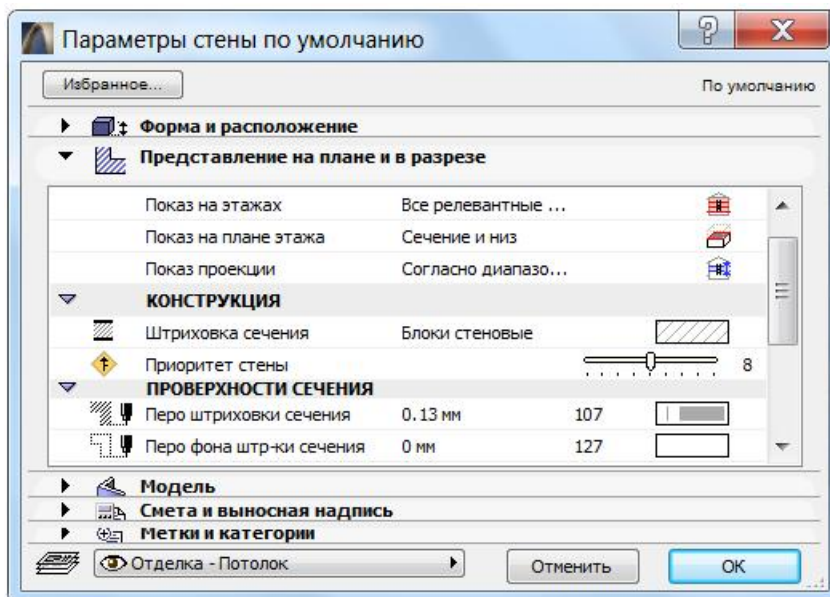 Параметры стены по умолчанию
Избранное... По умолчанию
Форма и расположение
Представление на плане и в разрезе
Показ на этажах Все релевантные ...
Показ на плане этажа Сечение и низ
Показ проекции Согласно диапазо...
КОНСТРУКЦИЯ
Штриховка сечения Блоки стеновые
Приоритет стены 8
ПРОВЕРХНОСТИ СЕЧЕНИЯ
Перо штриховки сечения 0.13 мм 107
Перо фона штр-ки сечения 0 мм 127
Модель
Смета и выносная надпись
Метки и категории
Отделка - Потолок Отменить OK